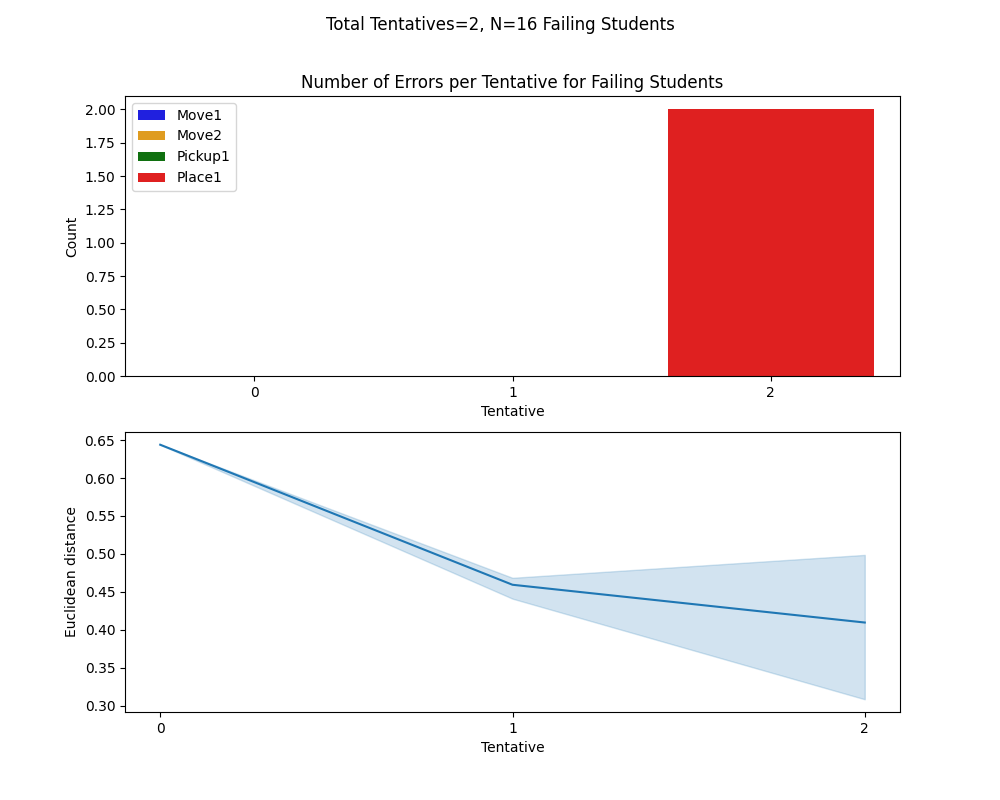 Total Tentatives=2, N=16 Failing Students
Number of Errors per Tentative for Failing Students
Move1
Move2
Pickup1
Place1
2.00
1.75
1.50
1.25
1.00
0.75
0.50
0.25
0.00
Count
0 1 2
Tentative
0.65
0.60
0.55
0.50
0.45
0.40
0.35
0.30
Euclidean distance
0 1 2
Tentative